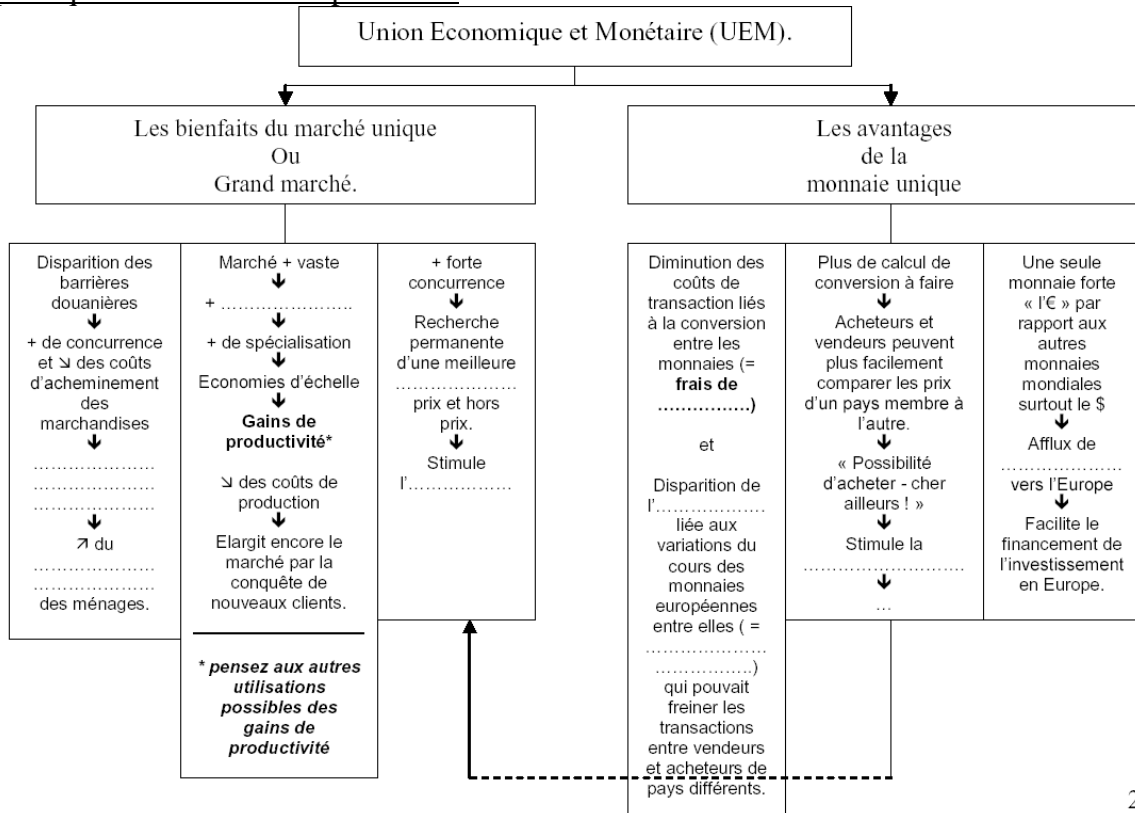 Union Economique et Monétaire (UEM).
Les bienfaits du marché unique
Ou
Grand marché.
Les avantages
de la
monnaie unique
Disparition des
barrières
douanières
🡻
+ de concurrence
et ↘ des coûts
d’acheminement
des
marchandises
🡻
…………………
…………………
…………………
🡻
↗ du
…………………
…………………
des ménages.
Marché + vaste
🡻
+ …………………..
🡻
+ de spécialisation
🡻
Economies d’échelle
🡻
Gains de
productivité*
↘ des coûts de
production
🡻
Elargit encore le
marché par la
conquête de
nouveaux clients.
* pensez aux autres
utilisations
possibles des
gains de
productivité
+ forte
concurrence
🡻
Recherche
permanente
d’une meilleure
…………………
prix et hors
prix.
🡻
Stimule
l’………………
Diminution des
coûts de
transaction liés
à la conversion
entre les
monnaies (=
frais de
…………….)
et
Disparition de
l’………………..
liée aux
variations du
cours des
monnaies
européennes
entre elles ( =
…………………
……………..)
qui pouvait
freiner les
transactions
entre vendeurs
et acheteurs de
pays différents.
Plus de calcul de
conversion à faire
🡻
Acheteurs et
vendeurs peuvent
plus facilement
comparer les prix
d’un pays membre à
l’autre.
🡻
« Possibilité
d’acheter - cher
ailleurs ! »
🡻
Stimule la
……………………….
🡻
…
Une seule
monnaie forte
« l’€ » par
rapport aux
autres
monnaies
mondiales
surtout le $
🡻
Afflux de
…………………
vers l’Europe
🡻
Facilite le
financement de
l’investissement
en Europe.
2